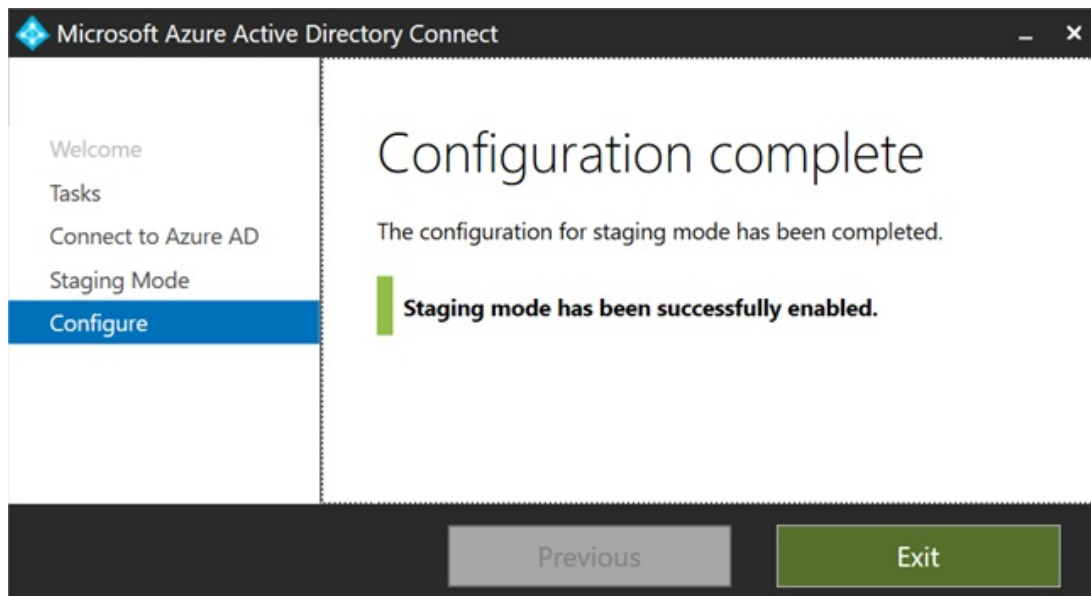 Microsoft Azure Active Directory Connect
Welcome
Tasks
Connect to Azure AD
Staging Mode
Configure
Configuration complete
The configuration for staging mode has been completed.
Staging mode has been successfully enabled.
Previous
Exit